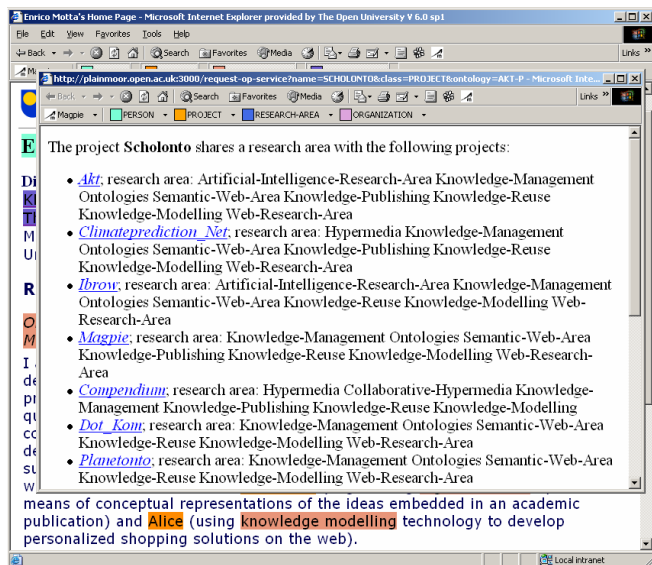 Enrico Motta's Home Page - Microsoft Internet Explorer provided by The Open University V 6.0 sp1
File Edit View Favorites Tools Help
Back Search Favorites Media Links »
http://plainmoor.open.ac.uk:3000/request-op-service?name=SCHOLONTO&class=PROJECT&ontology=AKT-P - Microsoft Inte...
Back Search Favorites Media Links »
Magpie PERSON PROJECT RESEARCH-AREA ORGANIZATION
The project Scholonto shares a research area with the following projects:
• Akt; research area: Artificial-Intelligence-Research-Area Knowledge-Management
Ontologies Semantic-Web-Area Knowledge-Publishing Knowledge-Reuse
Knowledge-Modelling Web-Research-Area
• Climateprediction_Net; research area: Hypermedia Knowledge-Management
Ontologies Semantic-Web-Area Knowledge-Publishing Knowledge-Reuse
Knowledge-Modelling Web-Research-Area
• Ibrow; research area: Artificial-Intelligence-Research-Area Knowledge-Management
Ontologies Semantic-Web-Area Knowledge-Reuse Knowledge-Modelling Web-
Research-Area
• Magpie; research area: Knowledge-Management Ontologies Semantic-Web-Area
Knowledge-Publishing Knowledge-Reuse Knowledge-Modelling Web-Research-
Area
• Compendium; research area: Hypermedia Collaborative-Hypermedia Knowledge-
Management Knowledge-Publishing Knowledge-Reuse Knowledge-Modelling
• Dot_Kom; research area: Knowledge-Management Ontologies Semantic-Web-Area
Knowledge-Reuse Knowledge-Modelling Web-Research-Area
• Planetonto; research area: Knowledge-Management Ontologies Semantic-Web-Area
Knowledge-Reuse Knowledge-Modelling Web-Research-Area
means of conceptual representations of the ideas embedded in an academic
publication) and Alice (using knowledge modelling technology to develop
personalized shopping solutions on the web).
Local intranet